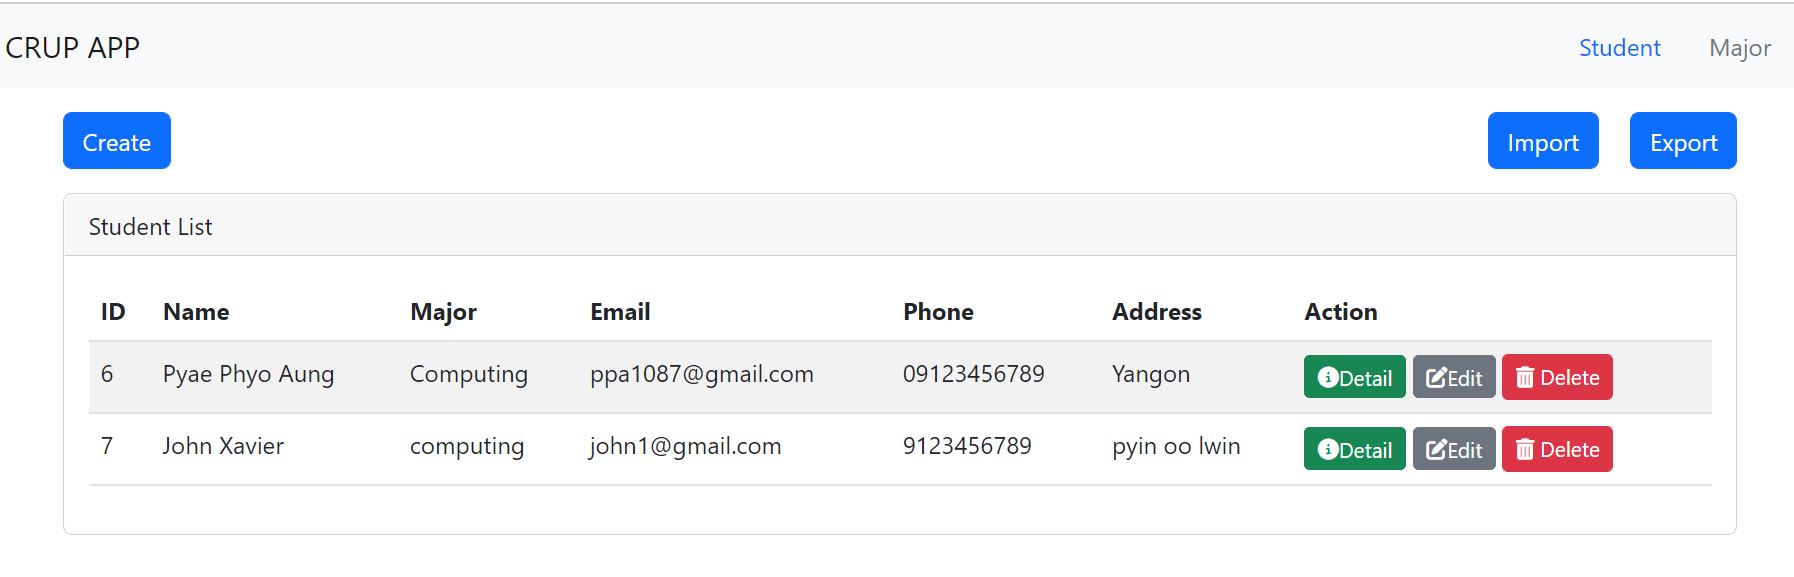 CRUP APP Student Major
Create Import Export
Student List
ID Name Major Email Phone Address Action
6 Pyae Phyo Aung Computing ppa1087@gmail.com 09123456789 Yangon Detail Edit Delete
7 John Xavier computing john1@gmail.com 9123456789 pyin oo lwin Detail Edit Delete